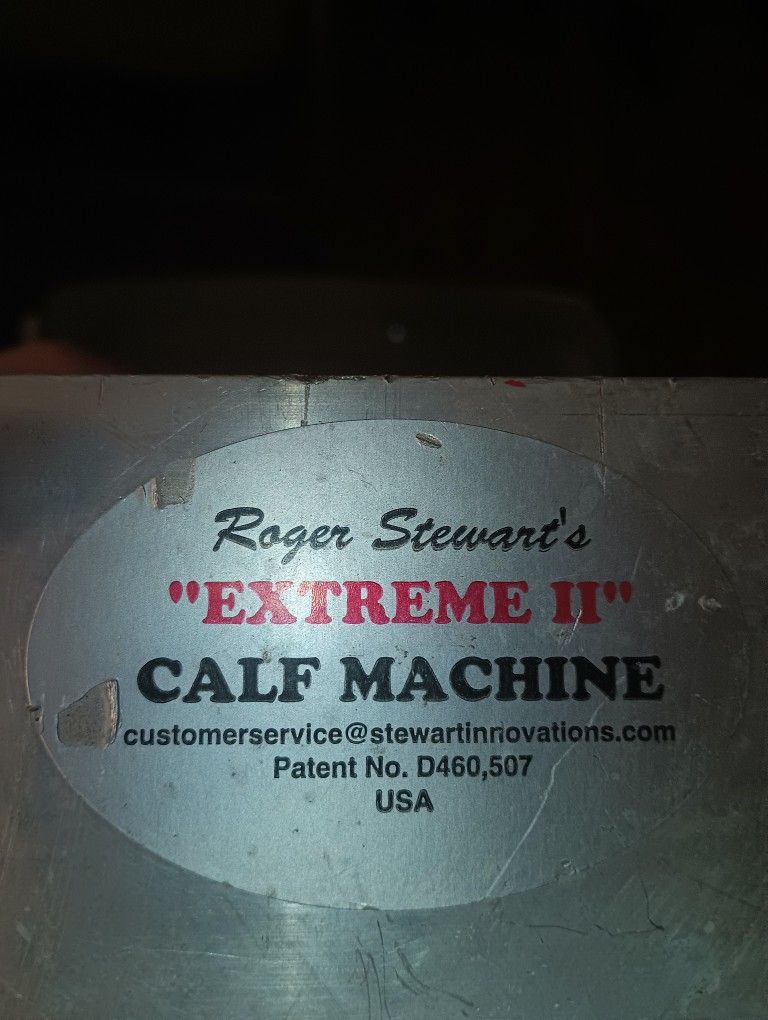 Roger Stewart's
"EXTREME II"
CALF MACHINE
customerservice@stewartinnovations.com
Patent No. D460,507
USA